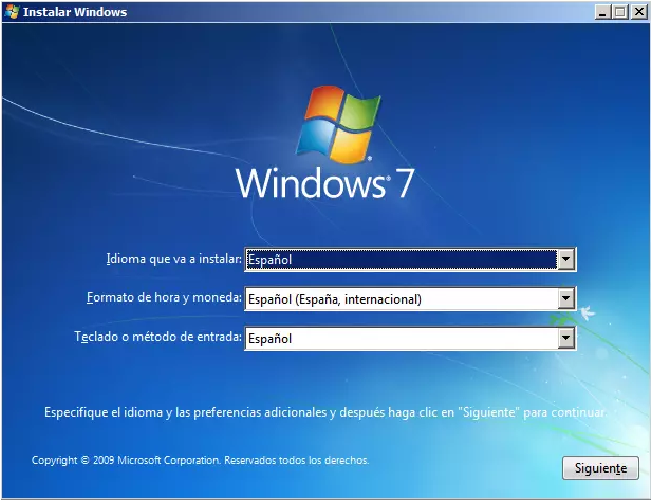 Instalar Windows
Windows 7
Idioma que va a instalar: Español
Formato de hora y moneda: Español (España, internacional)
Teclado o método de entrada: Español
Especifique el idioma y las preferencias adicionales y después haga clic en "Siguiente" para continuar.
Copyright © 2009 Microsoft Corporation. Reservados todos los derechos.
Siguiente